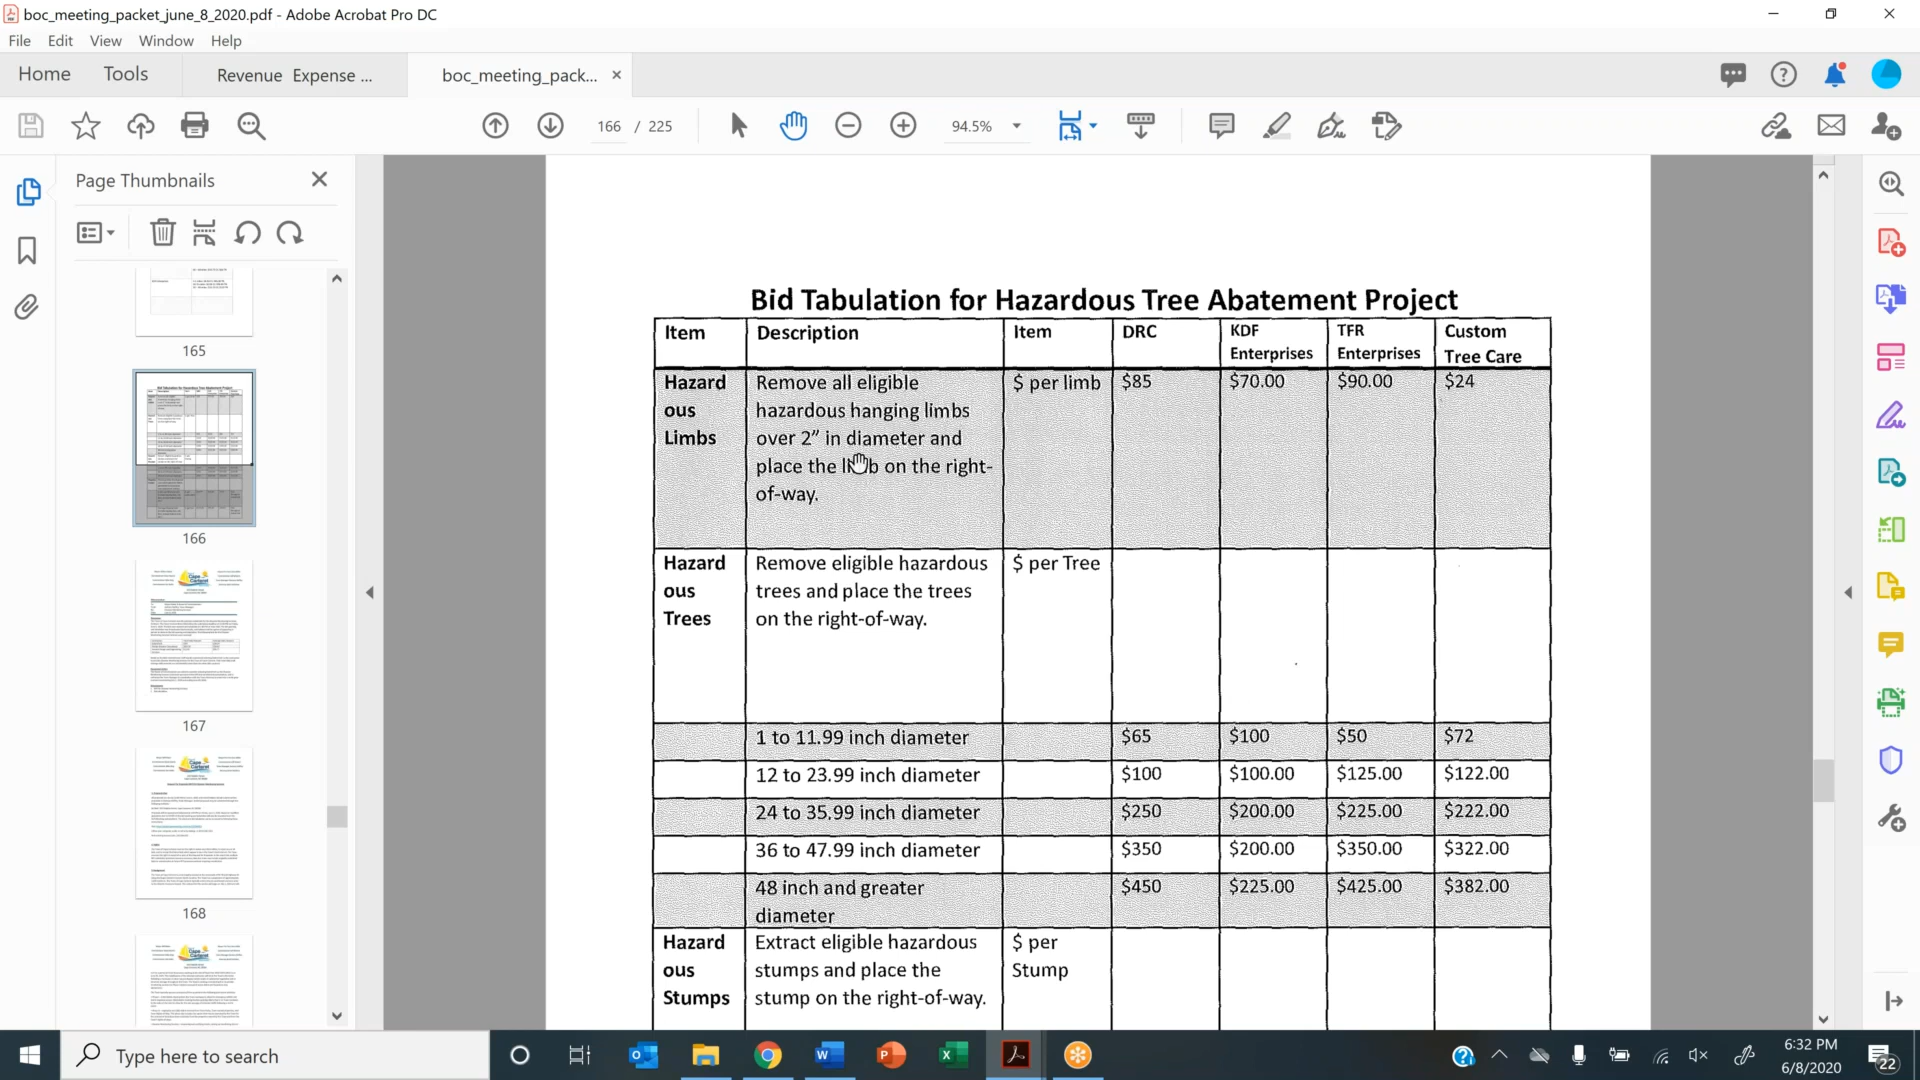 boc_meeting_packet_june_8_2020.pdf - Adobe Acrobat Pro DC
File Edit View Window Help
Home Tools Revenue Expense ... boc_meeting_pack... ×
166 / 225 94.5%
Page Thumbnails
165
166
167
168
Bid Tabulation for Hazardous Tree Abatement Project
Item Description Item DRC KDF Enterprises TFR Enterprises Custom Tree Care
Hazard ous Limbs
Remove all eligible
hazardous hanging limbs
over 2” in diameter and
place the limb on the right-
of-way.
$ per limb $85 $70.00 $90.00 $24
Hazard ous Trees
Remove eligible hazardous
trees and place the trees
on the right-of-way.
$ per Tree
1 to 11.99 inch diameter $65 $100 $50 $72
12 to 23.99 inch diameter $100 $100.00 $125.00 $122.00
24 to 35.99 inch diameter $250 $200.00 $225.00 $222.00
36 to 47.99 inch diameter $350 $200.00 $350.00 $322.00
48 inch and greater
diameter
$450 $225.00 $425.00 $382.00
Hazard ous Stumps
Extract eligible hazardous
stumps and place the
stump on the right-of-way.
$ per
Stump
Type here to search
6:32 PM
6/8/2020
22